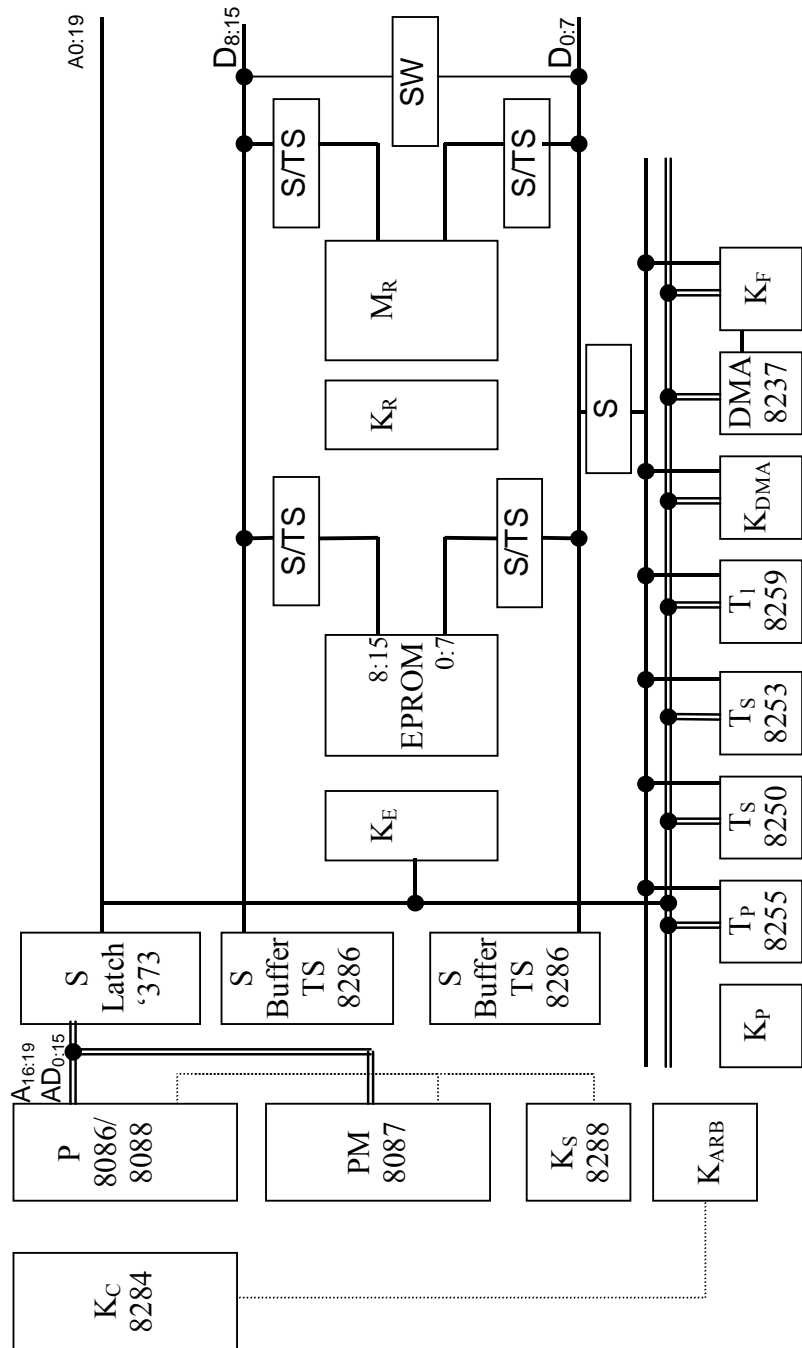 KC
8284
P
8086/
8088
A16:19
AD0:15
S
Latch
‘373
A0:19
PM
8087
S
Buffer
TS
8286
D8:15
S/TS
S/TS
KE
EPROM
8:15
0:7
KR
MR
SW
KS
8288
S
Buffer
TS
8286
S/TS
S/TS
D0:7
S
KARB
KP
TP
8255
TS
8250
TS
8253
TI
8259
KDMA
DMA
8237
KF